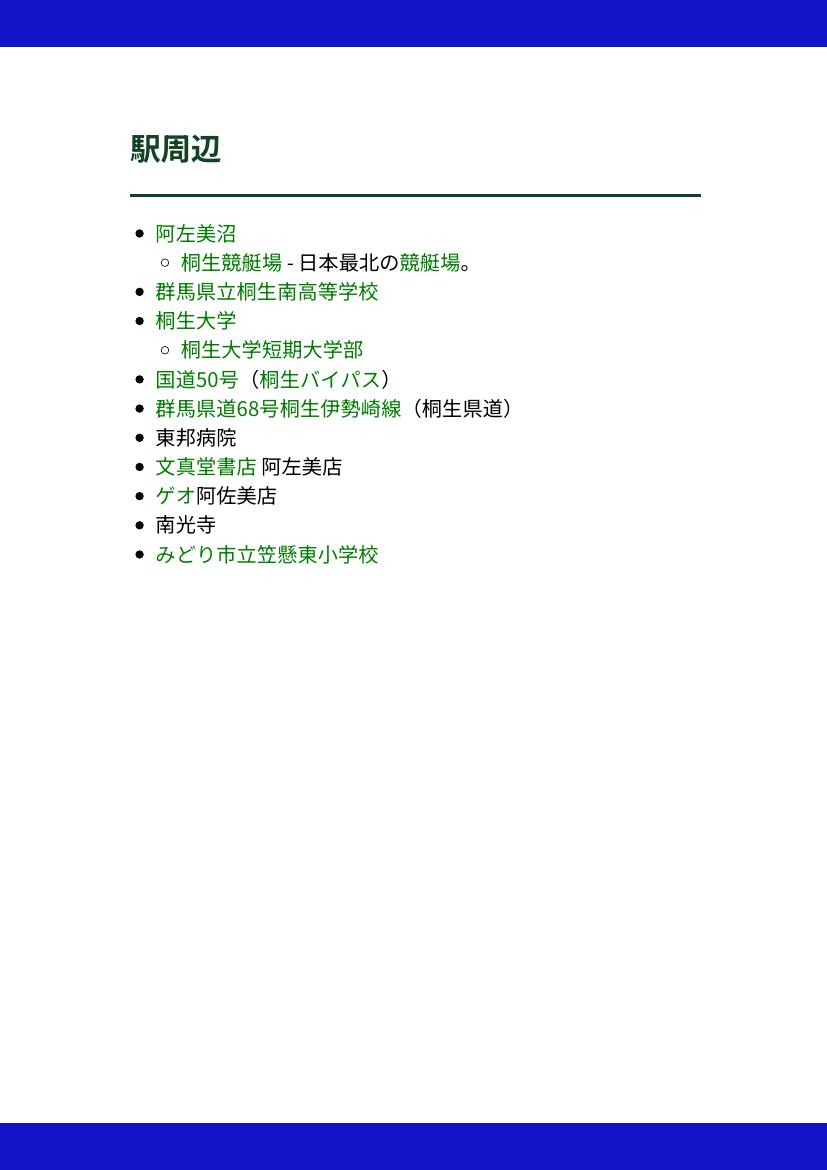 駅周辺
阿左美沼
桐生競艇場 - 日本最北の競艇場。
群馬県立桐生南高等学校
桐生大学
桐生大学短期大学部
国道50号（桐生バイパス）
群馬県道68号桐生伊勢崎線（桐生県道）
東邦病院
文真堂書店 阿左美店
ゲオ阿佐美店
南光寺
みどり市立笠懸東小学校